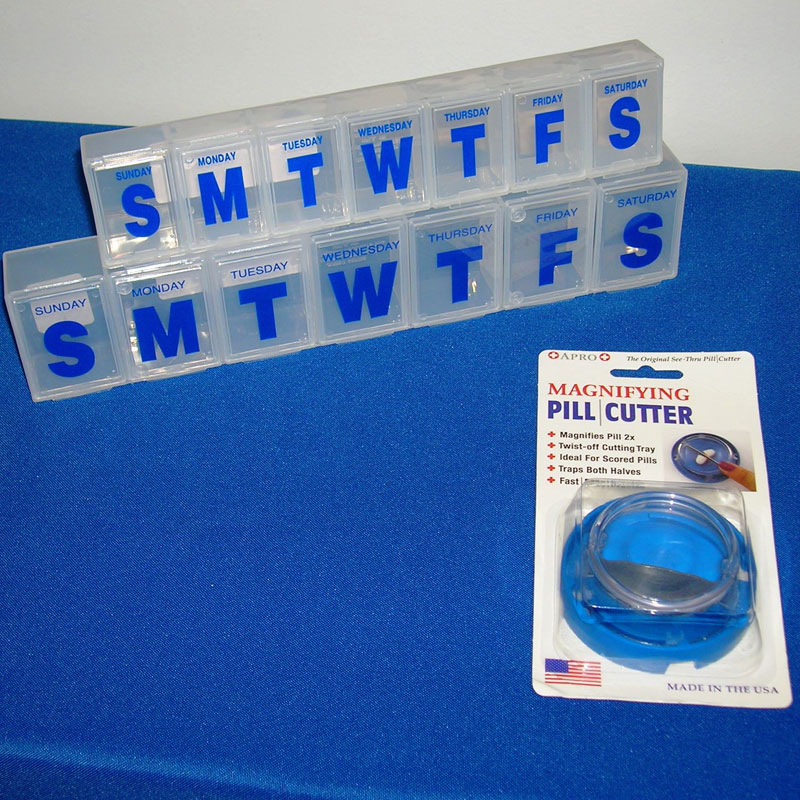 SUNDAY MONDAY TUESDAY WEDNESDAY THURSDAY FRIDAY SATURDAY
S M T W T F S
SUNDAY MONDAY TUESDAY WEDNESDAY THURSDAY FRIDAY SATURDAY
S M T W T F S
APRO The Original See-Thru Pill|Cutter
MAGNIFYING
PILL|CUTTER
Magnifies Pill 2x
Twist-off Cutting Tray
Ideal For Scored Pills
Traps Both Halves
Fast
MADE IN THE USA